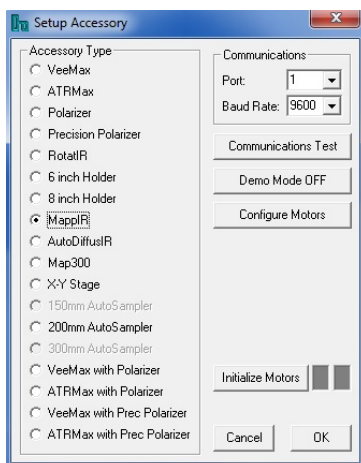 Setup Accessory
Accessory Type
VeeMax
ATRMax
Polarizer
Precision Polarizer
RotatIR
6 inch Holder
8 inch Holder
MappIR
AutoDiffusIR
Map300
X-Y Stage
150mm AutoSampler
200mm AutoSampler
300mm AutoSampler
VeeMax with Polarizer
ATRMax with Polarizer
VeeMax with Prec Polarizer
ATRMax with Prec Polarizer
Communications
Port: 1
Baud Rate: 9600
Communications Test
Demo Mode OFF
Configure Motors
Initialize Motors
Cancel OK